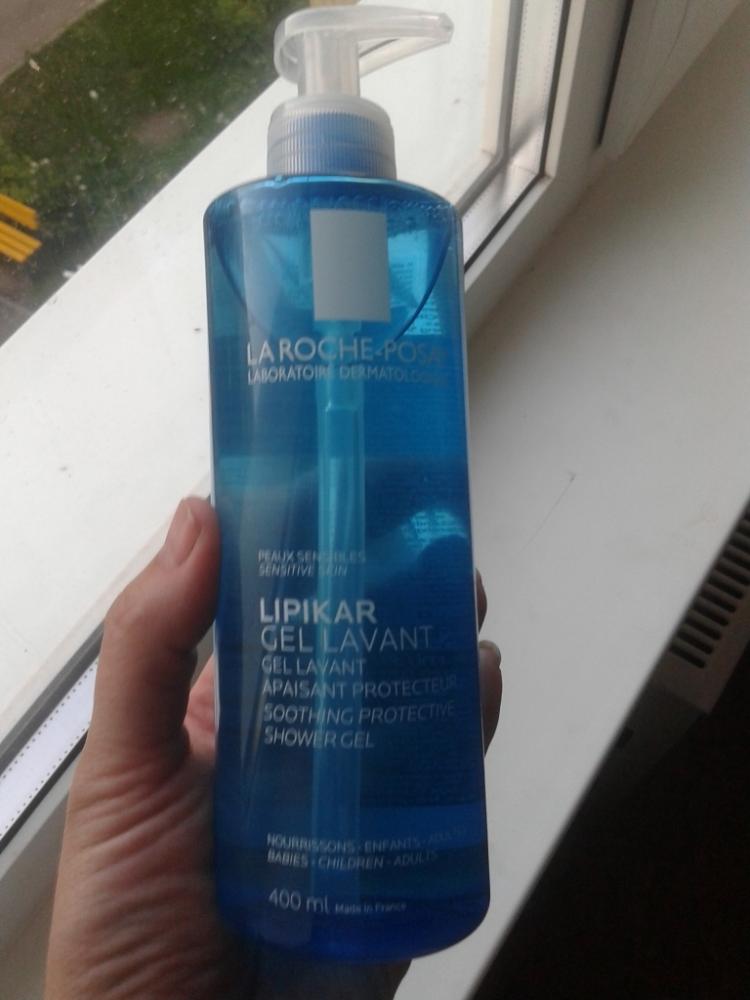 LA ROCHE-POSAY
LABORATOIRE DERMATOLOGIQUE
PEAUX SENSIBLES
SENSITIVE SKIN
LIPIKAR
GEL LAVANT
GEL LAVANT
APAISANT PROTECTEUR
SOOTHING PROTECTIVE
SHOWER GEL
NOURRISSONS - ENFANTS - ADULTES
BABIES - CHILDREN - ADULTS
400 ml Made in France